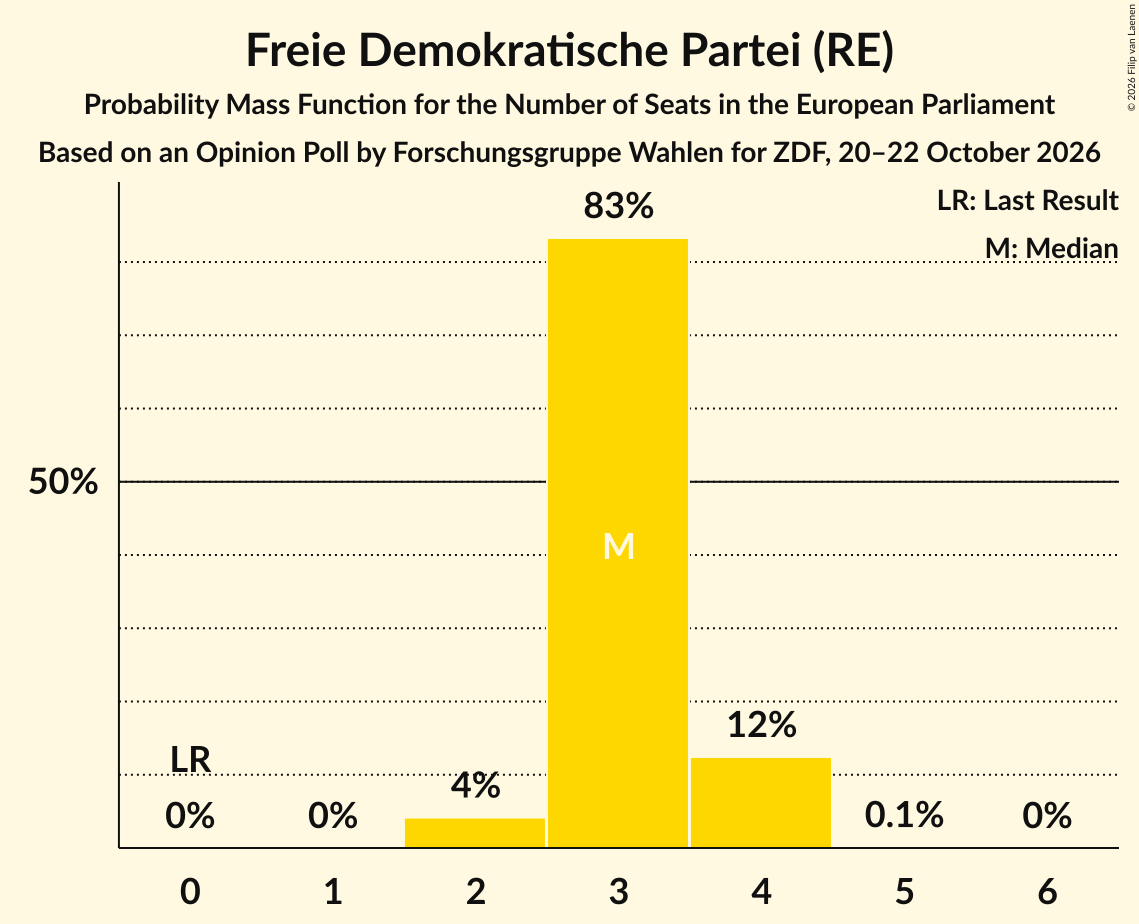 Freie Demokratische Partei (RE)
Probability Mass Function for the Number of Seats in the European Parliament
Based on an Opinion Poll by Forschungsgruppe Wahlen for ZDF, 20–22 October 2026
© 2026 Filip van Laenen
LR: Last Result
M: Median
83%
50%
M
12%
LR
4%
0%
0%
0.1%
0%
0 1 2 3 4 5 6